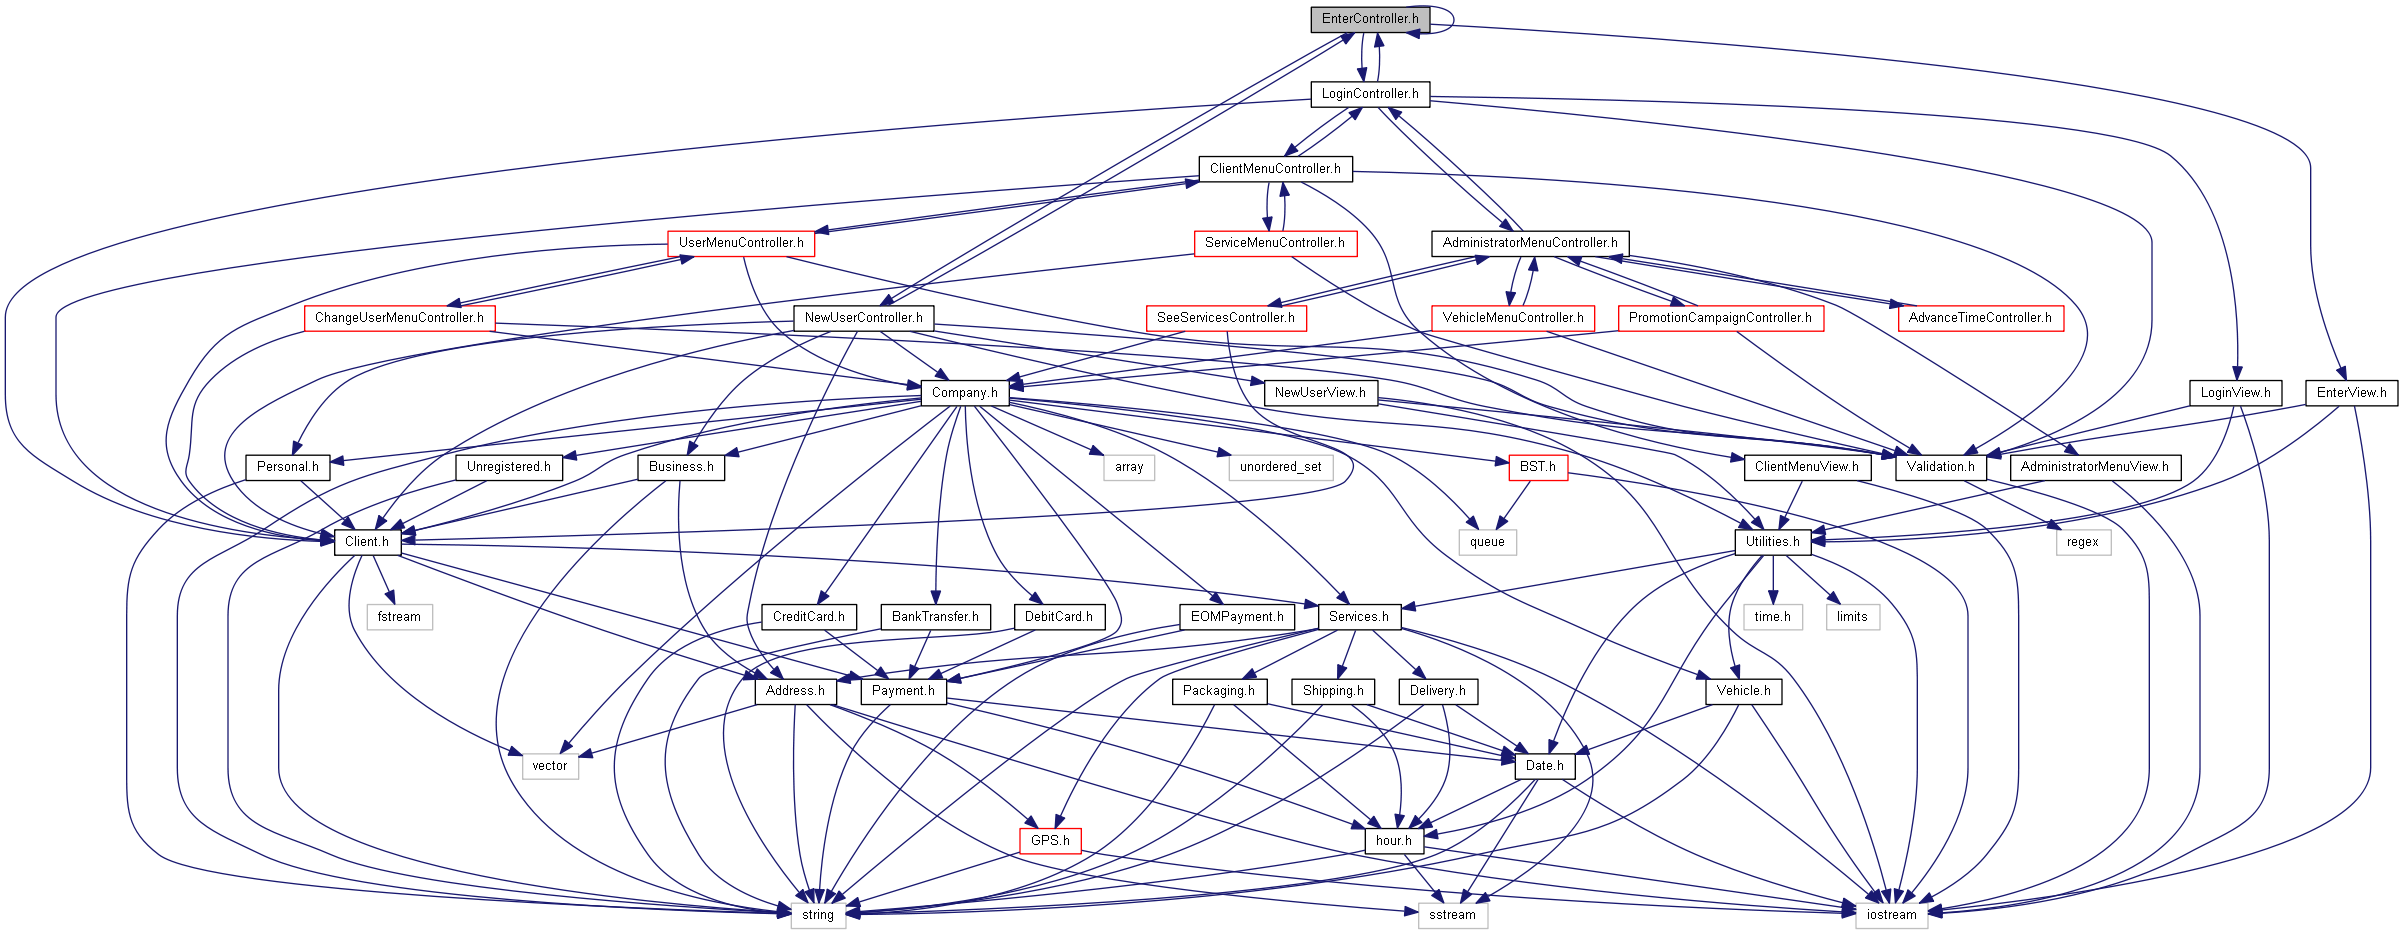 EnterController.h
LoginController.h
ClientMenuController.h
UserMenuController.h
ServiceMenuController.h
AdministratorMenuController.h
ChangeUserMenuController.h
NewUserController.h
SeeServicesController.h
VehicleMenuController.h
PromotionCampaignController.h
AdvanceTimeController.h
Company.h
NewUserView.h
LoginView.h
EnterView.h
Personal.h
Unregistered.h
Business.h
array
unordered_set
BST.h
ClientMenuView.h
Validation.h
AdministratorMenuView.h
Client.h
queue
Utilities.h
regex
fstream
CreditCard.h
BankTransfer.h
DebitCard.h
EOMPayment.h
Services.h
time.h
limits
Address.h
Payment.h
Packaging.h
Shipping.h
Delivery.h
Vehicle.h
vector
Date.h
GPS.h
hour.h
string
sstream
iostream